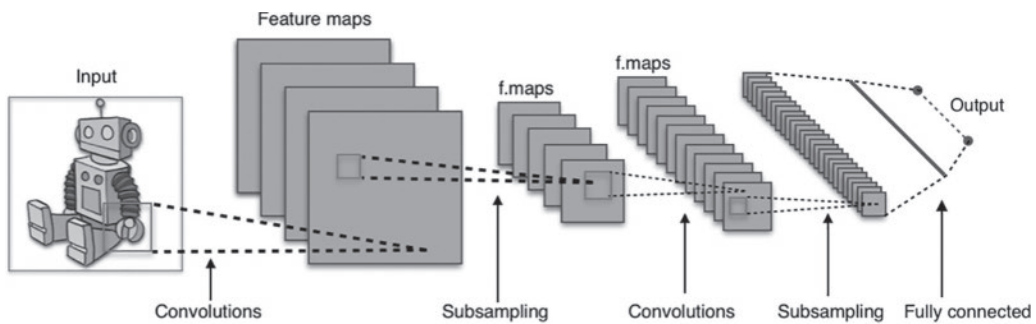 Feature maps
Input
f.maps
f.maps
Output
Convolutions
Subsampling
Convolutions
Subsampling
Fully connected